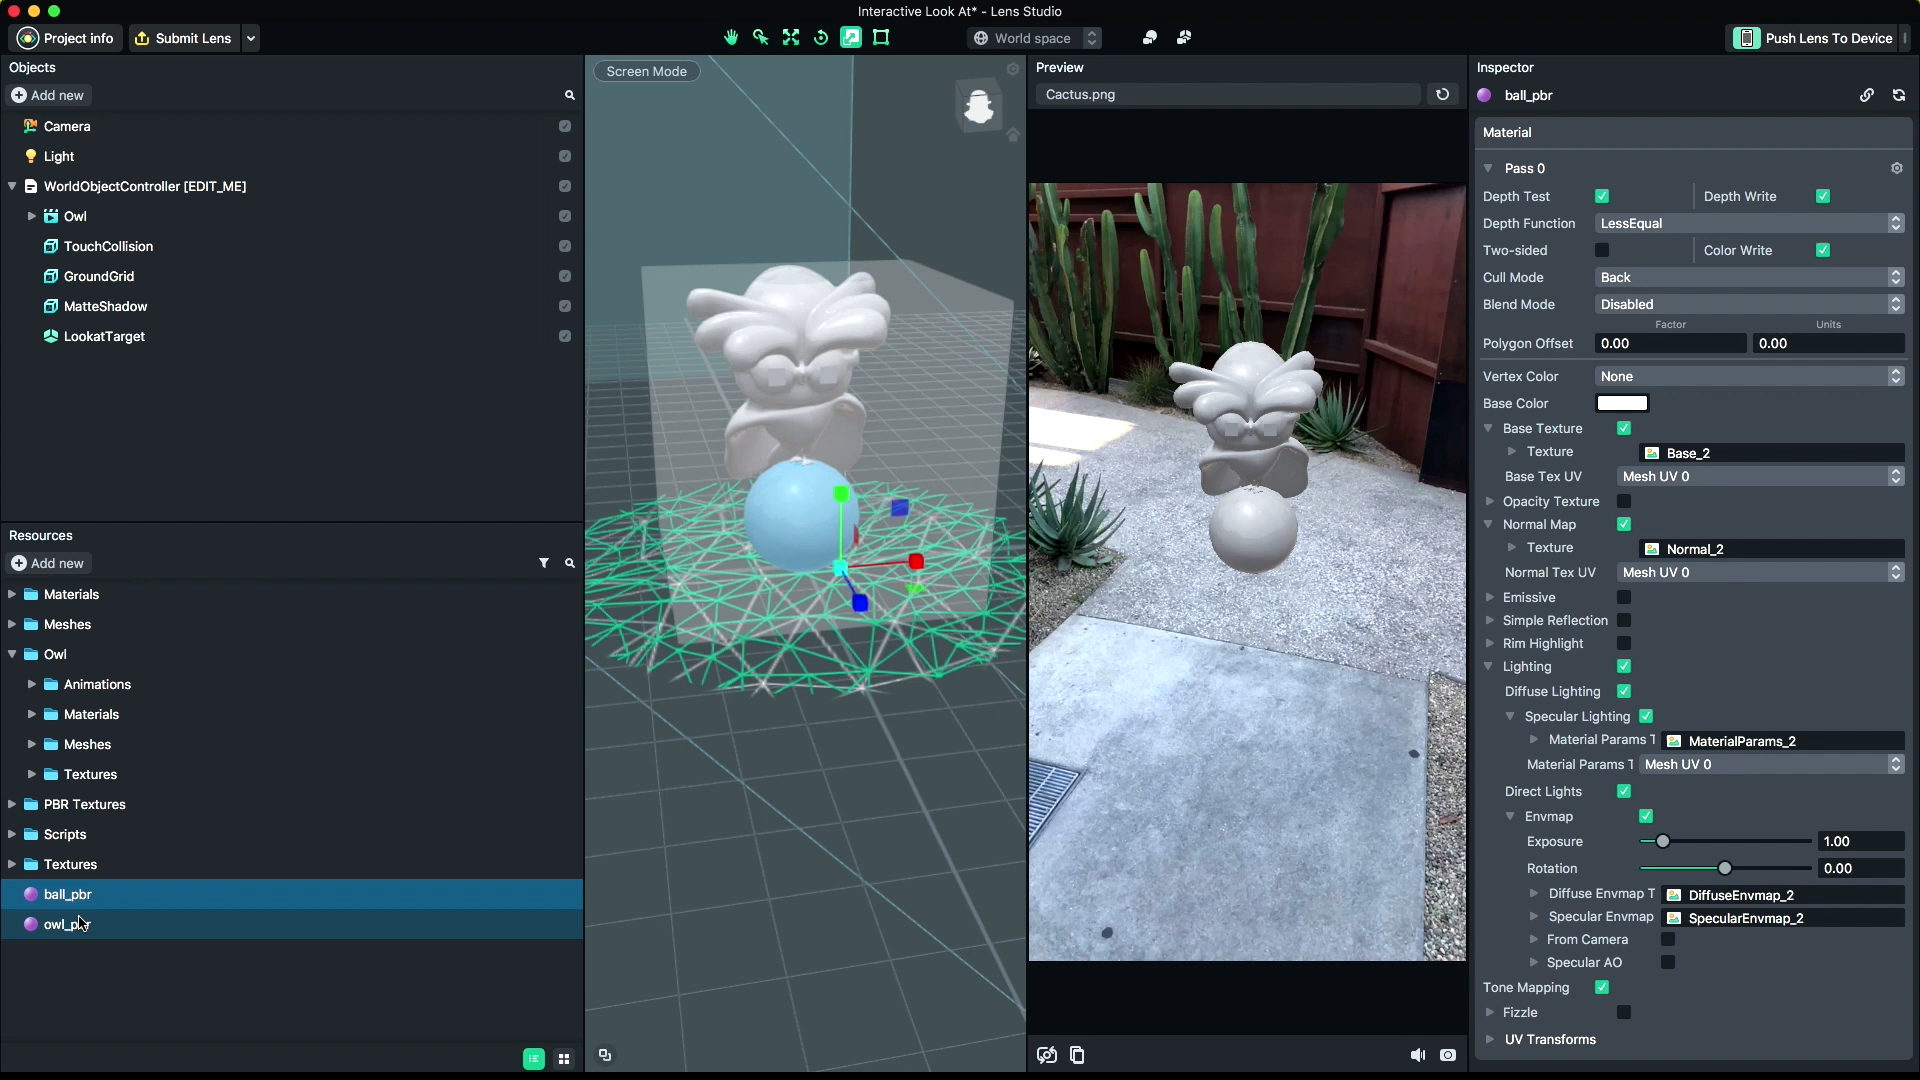 Interactive Look At* - Lens Studio
Project info
Submit Lens
World space
Push Lens To Device
Objects
Add new
Camera
Light
WorldObjectController [EDIT_ME]
Owl
TouchCollision
GroundGrid
MatteShadow
LookatTarget
Resources
Add new
Materials
Meshes
Owl
Animations
Materials
Meshes
Textures
PBR Textures
Scripts
Textures
ball_pbr
owl_pbr
Screen Mode
Preview
Cactus.png
Inspector
ball_pbr
Material
Pass 0
Depth Test
Depth Write
Depth Function LessEqual
Two-sided
Color Write
Cull Mode Back
Blend Mode Disabled
Factor Units
Polygon Offset 0.00 0.00
Vertex Color None
Base Color
Base Texture
Texture Base_2
Base Tex UV Mesh UV 0
Opacity Texture
Normal Map
Texture Normal_2
Normal Tex UV Mesh UV 0
Emissive
Simple Reflection
Rim Highlight
Lighting
Diffuse Lighting
Specular Lighting
Material Params T MaterialParams_2
Material Params T Mesh UV 0
Direct Lights
Envmap
Exposure 1.00
Rotation 0.00
Diffuse Envmap T DiffuseEnvmap_2
Specular Envmap SpecularEnvmap_2
From Camera
Specular AO
Tone Mapping
Fizzle
UV Transforms